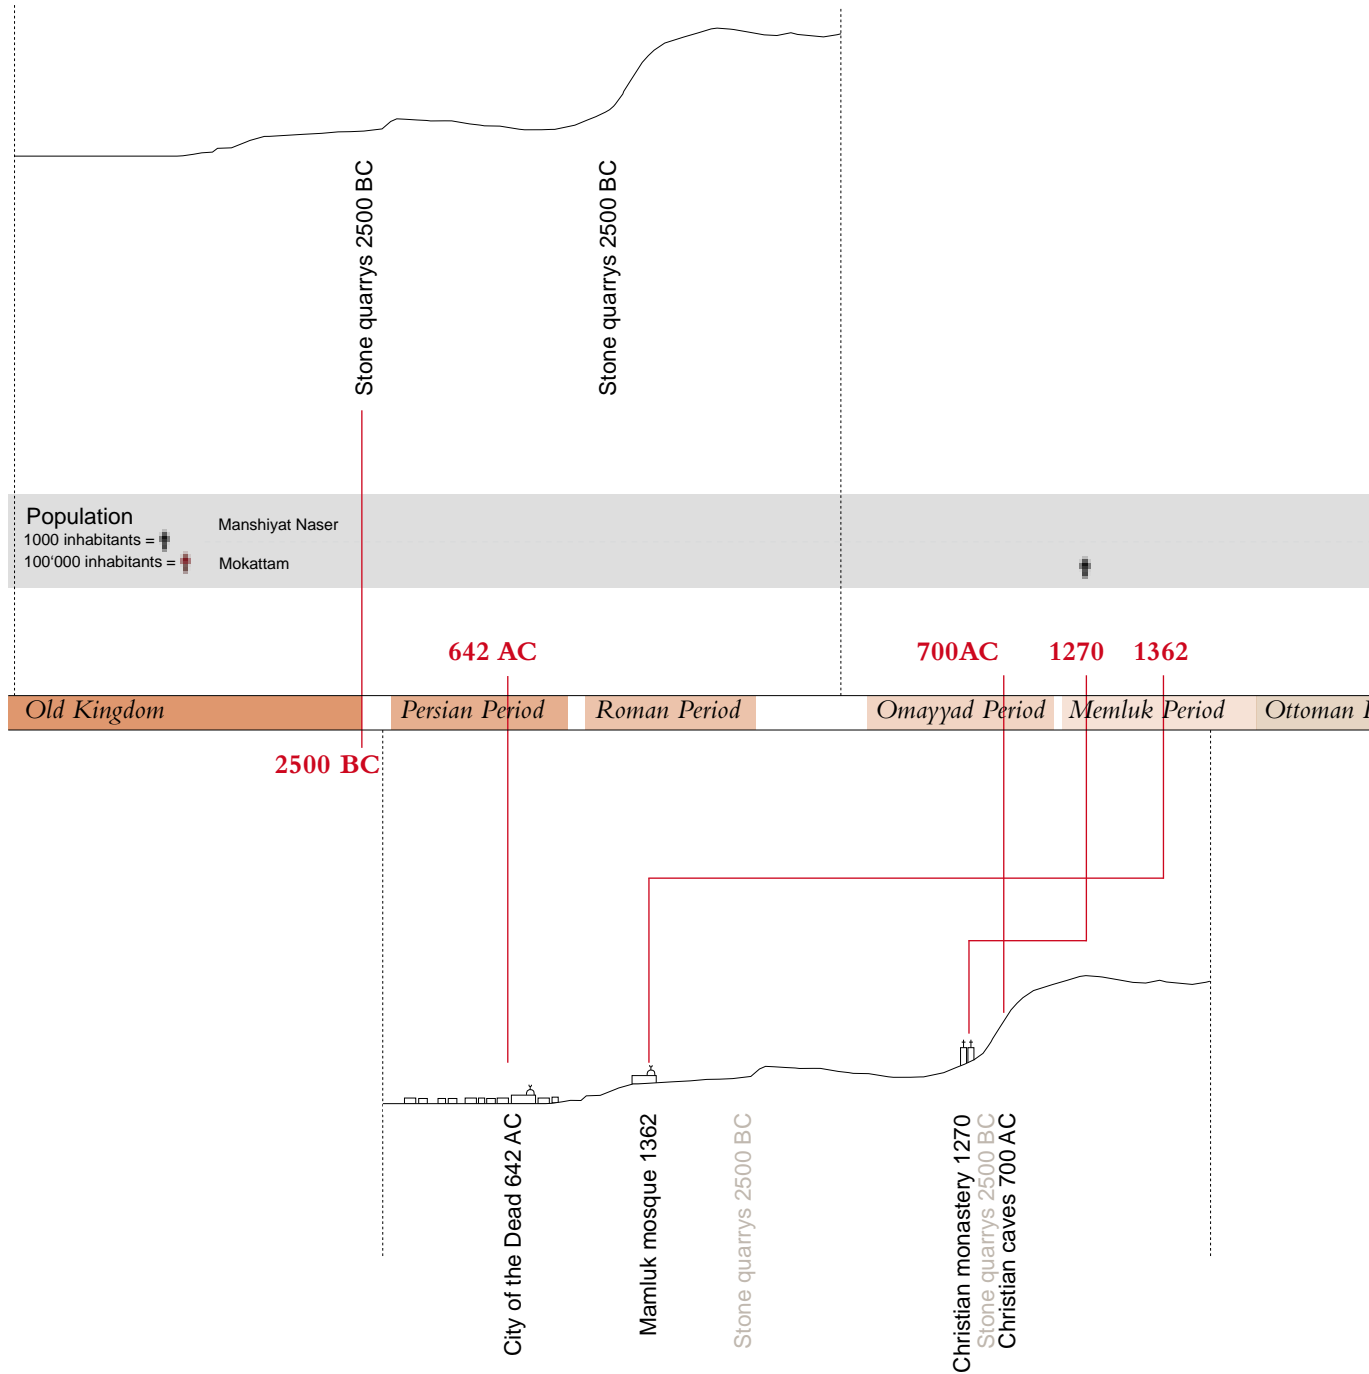 Stone quarrys 2500 BC
Stone quarrys 2500 BC
Population
1000 inhabitants =
100'000 inhabitants =
Manshiyat Naser
Mokattam
642 AC
700AC
1270
1362
Old Kingdom
Persian Period
Roman Period
Omayyad Period
Memluk Period
Ottoman
2500 BC
City of the Dead 642 AC
Mamluk mosque 1362
Stone quarrys 2500 BC
Christian monastery 1270
Stone quarrys 2500 BC
Christian caves 700 AC